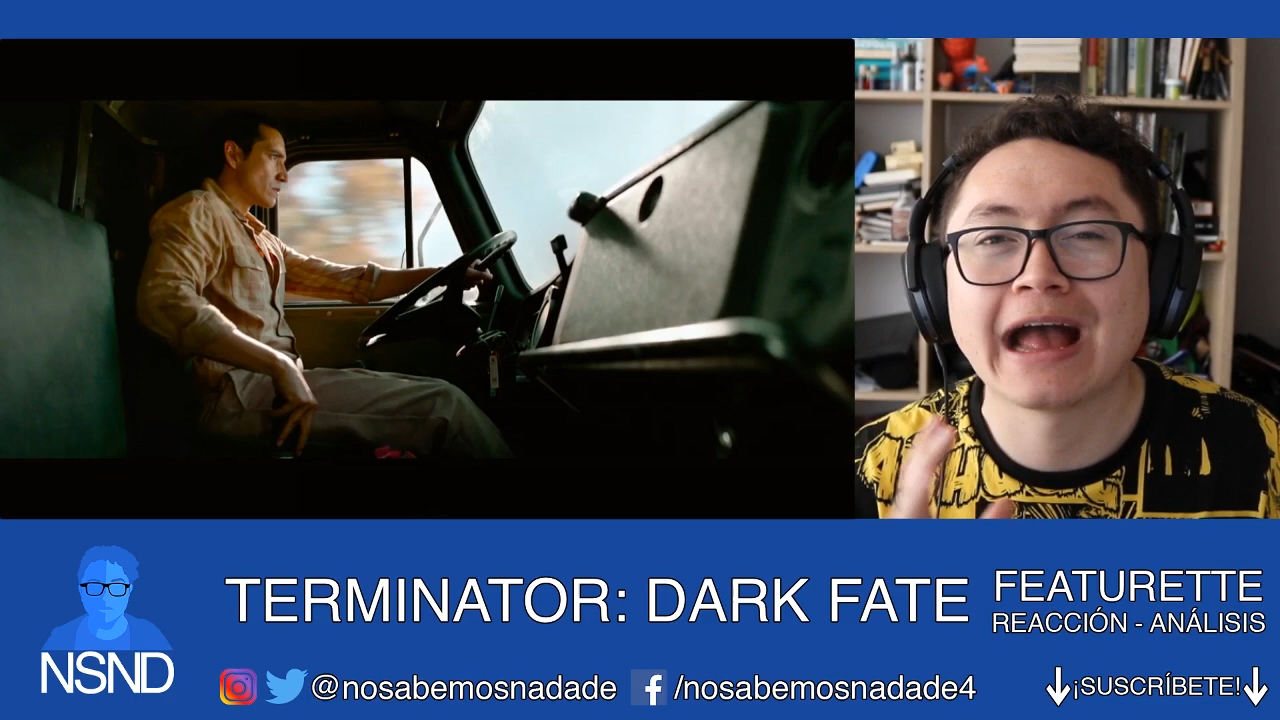 TERMINATOR: DARK FATE
FEATURETTE
REACCIÓN - ANÁLISIS
NSND
@nosabemosnadade
/nosabemosnadade4
¡SUSCRÍBETE!